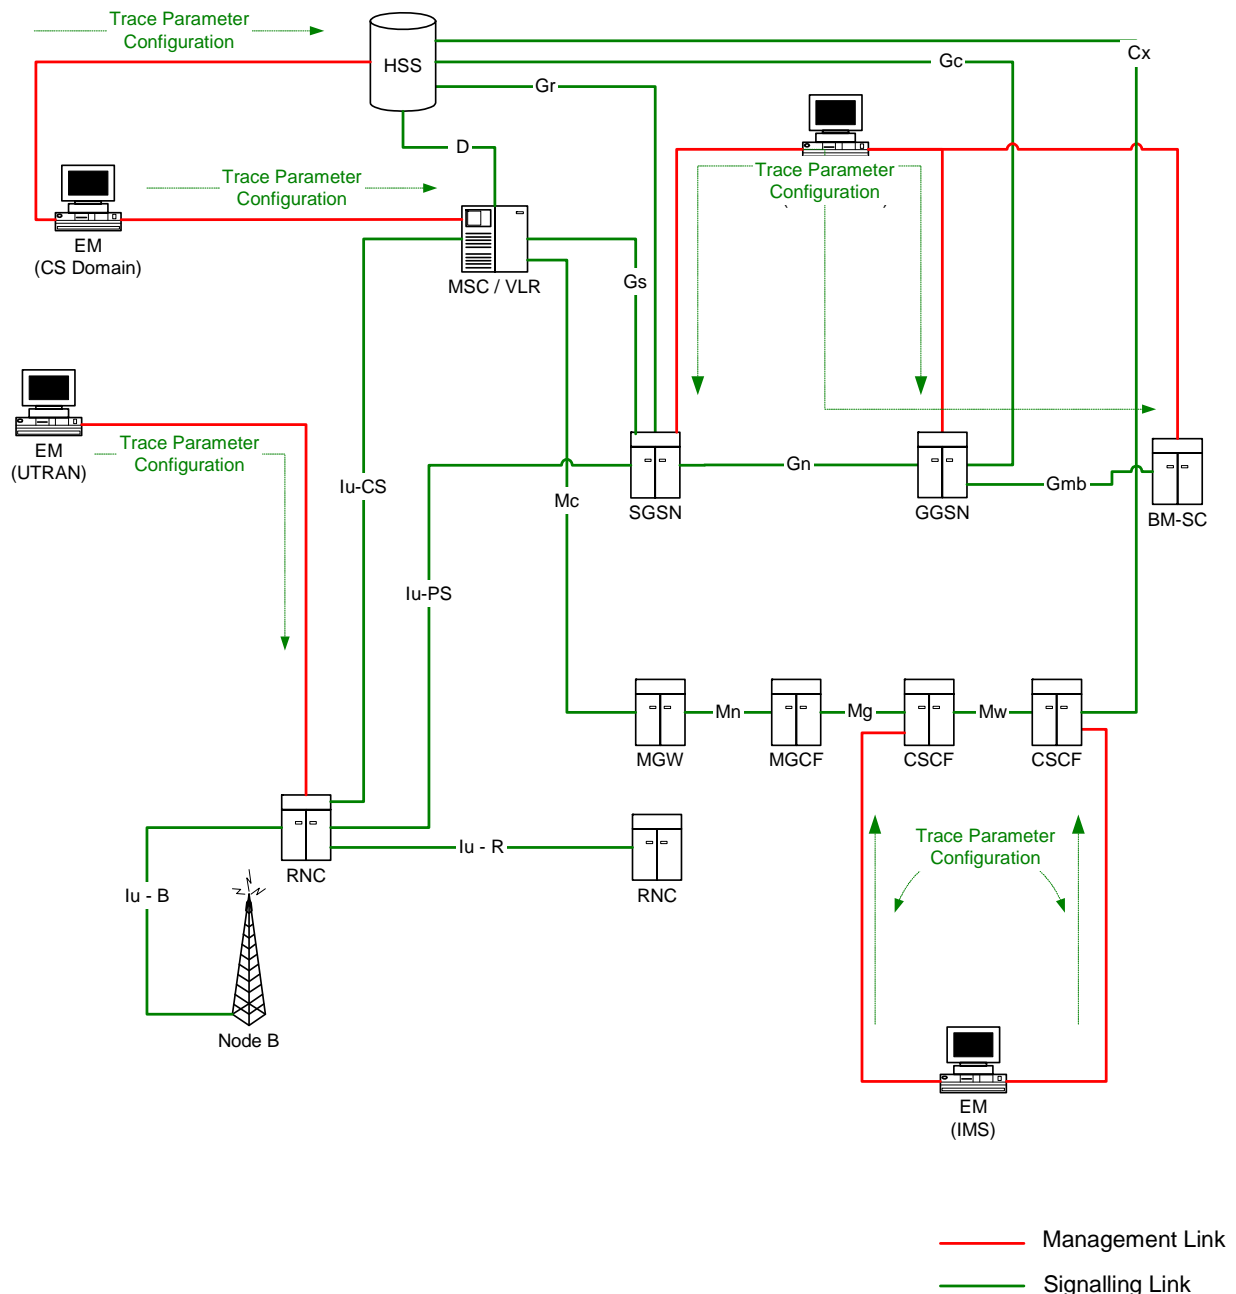 Trace Parameter
Configuration
HSS
Cx
Gc
Gr
D
Trace Parameter
Configuration
Trace Parameter
Configuration
EM
(CS Domain)
MSC / VLR
Gs
EM
(UTRAN)
Trace Parameter
Configuration
Iu-CS
Mc
SGSN
Gn
GGSN
Gmb
BM-SC
Iu-PS
Mn
Mg
Mw
MGW
MGCF
CSCF
CSCF
RNC
Iu - R
RNC
Trace Parameter
Configuration
Iu - B
Node B
EM
(IMS)
Management Link
Signalling Link